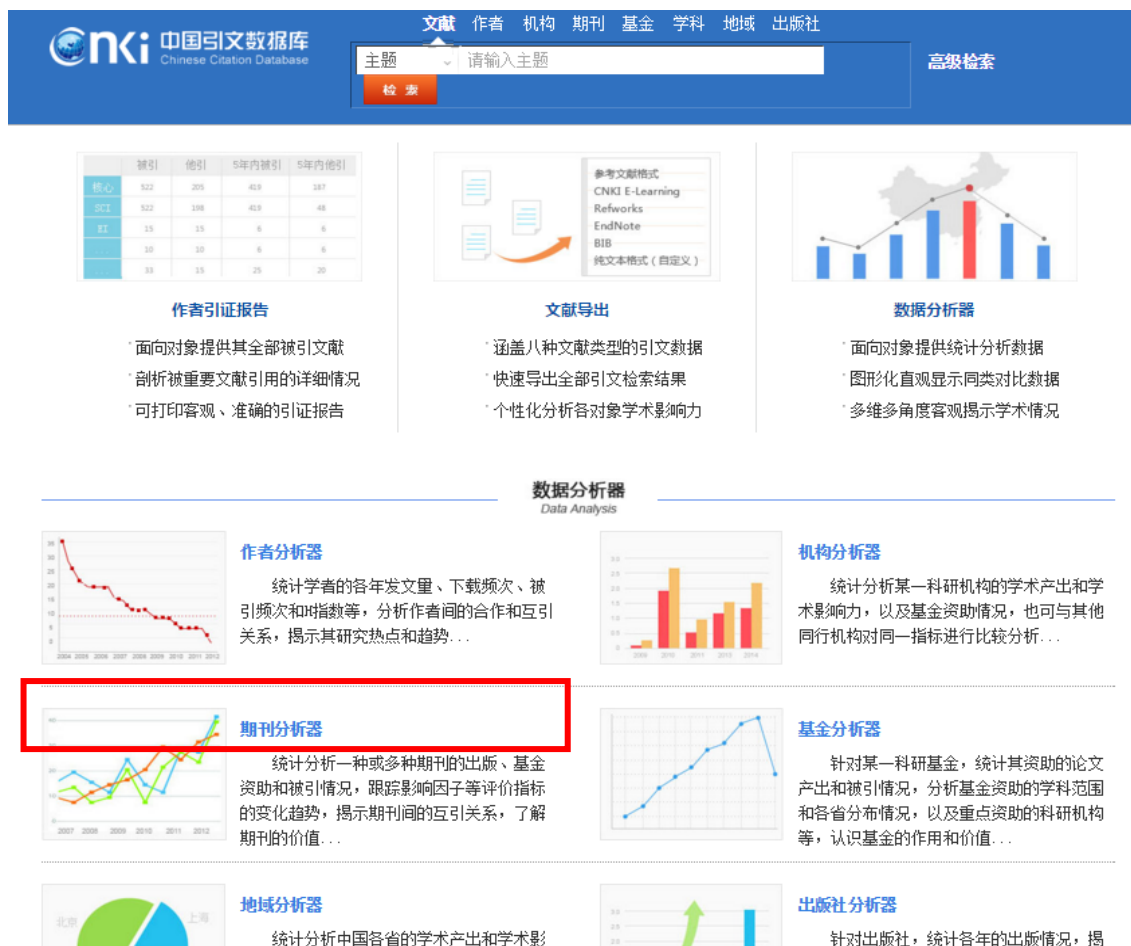 文献 作者 机构 期刊 基金 学科 地域 出版社
cnki 中国引文数据库
Chinese Citation Database
主题 请输入主题
高级检索
检索
被引 他引 5年内被引 5年内他引
核心 522 205 419 187
SCI 522 198 419 48
EI 15 15 6 6
... 10 10 6 6
... 33 15 25 20
参考文献格式
CNKI E-Learning
Refworks
EndNote
BIB
纯文本格式(自定义)
作者引证报告
面向对象提供其全部被引文献
剖析被重要文献引用的详细情况
可打印客观、准确的引证报告
文献导出
涵盖八种文献类型的引文数据
快速导出全部引文检索结果
个性化分析各对象学术影响力
数据分析器
面向对象提供统计分析数据
图形化直观显示同类对比数据
多维多角度客观揭示学术情况
数据分析器
Data Analysis
2004 2005 2006 2007 2008 2009 2010 2011 2012
作者分析器
统计学者的各年发文量、下载频次、被
引频次和H指数等,分析作者间的合作和互引
关系,揭示其研究热点和趋势...
2009 2010 2011 2013 2014
机构分析器
统计分析某一科研机构的学术产出和学
术影响力,以及基金资助情况,也可与其他
同行机构对同一指标进行比较分析...
2007 2008 2009 2010 2011 2012
期刊分析器
统计分析一种或多种期刊的出版、基金
资助和被引情况,跟踪影响因子等评价指标
的变化趋势,揭示期刊间的互引关系,了解
期刊的价值...
基金分析器
针对某一科研基金,统计其资助的论文
产出和被引情况,分析基金资助的学科范围
和各省分布情况,以及重点资助的科研机构
等,认识基金的作用和价值...
北京 上海
地域分析器
统计分析中国各省的学术产出和学术影
出版社分析器
针对出版社,统计各年的出版情况,揭